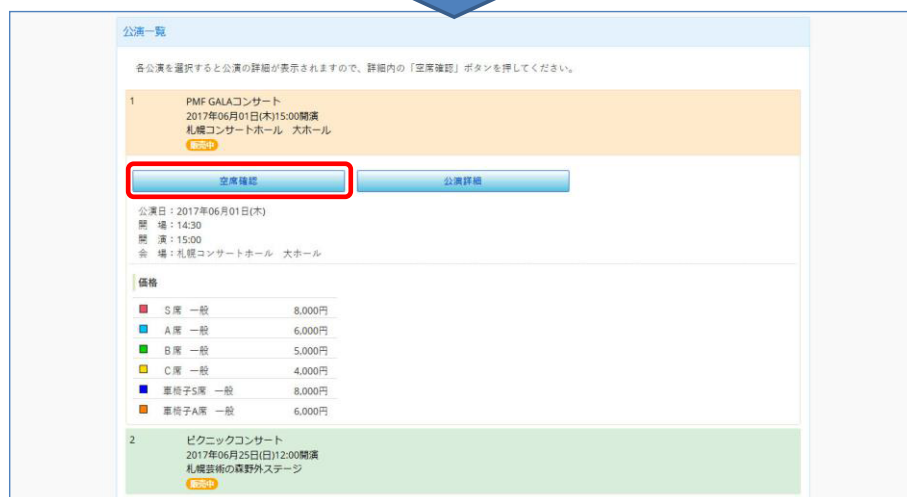 公演一覧
各公演を選択すると公演の詳細が表示されますので、詳細内の「空席確認」ボタンを押してください。
1 PMF GALAコンサート
2017年06月01日(木)15:00開演
札幌コンサートホール 大ホール
販売中
空席確認 公演詳細
公演日：2017年06月01日(木)
開 場：14:30
開 演：15:00
会 場：札幌コンサートホール 大ホール
価格
S席 一般 8,000円
A席 一般 6,000円
B席 一般 5,000円
C席 一般 4,000円
車椅子S席 一般 8,000円
車椅子A席 一般 6,000円
2 ピクニックコンサート
2017年06月25日(日)12:00開演
札幌芸術の森野外ステージ
販売中